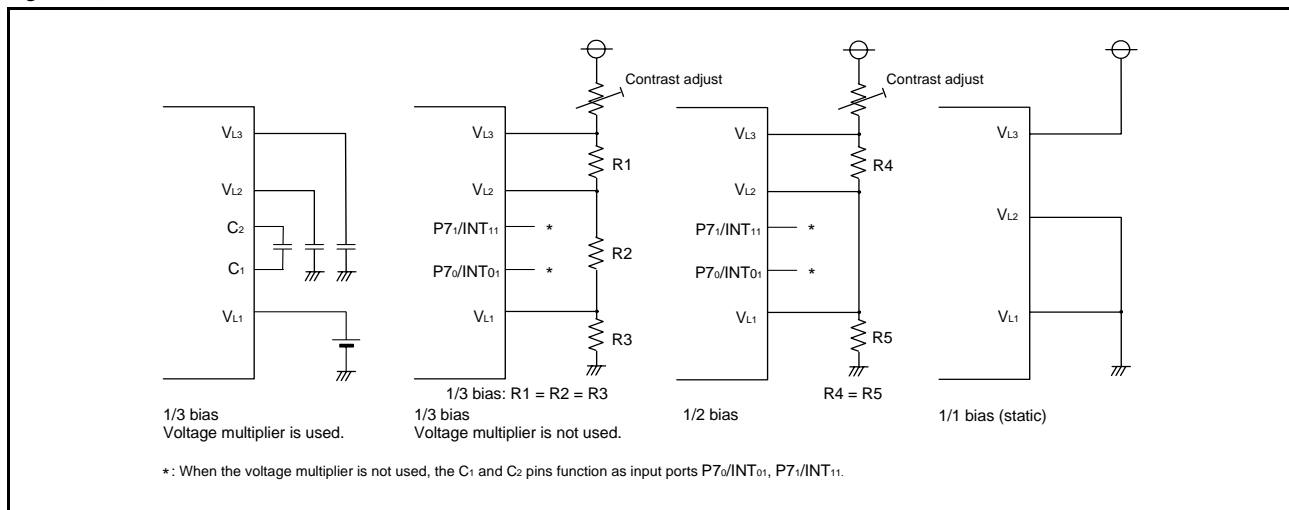 VL3
VL2
C2
C1
VL1
1/3 bias
Voltage multiplier is used.
Contrast adjust
VL3
R1
VL2
P71/INT11 *
R2
P70/INT01 *
VL1
R3
1/3 bias: R1 = R2 = R3
1/3 bias
Voltage multiplier is not used.
Contrast adjust
VL3
R4
VL2
P71/INT11 *
P70/INT01 *
VL1
R5
R4 = R5
1/2 bias
VL3
VL2
VL1
1/1 bias (static)
*: When the voltage multiplier is not used, the C1 and C2 pins function as input ports P70/INT01, P71/INT11.